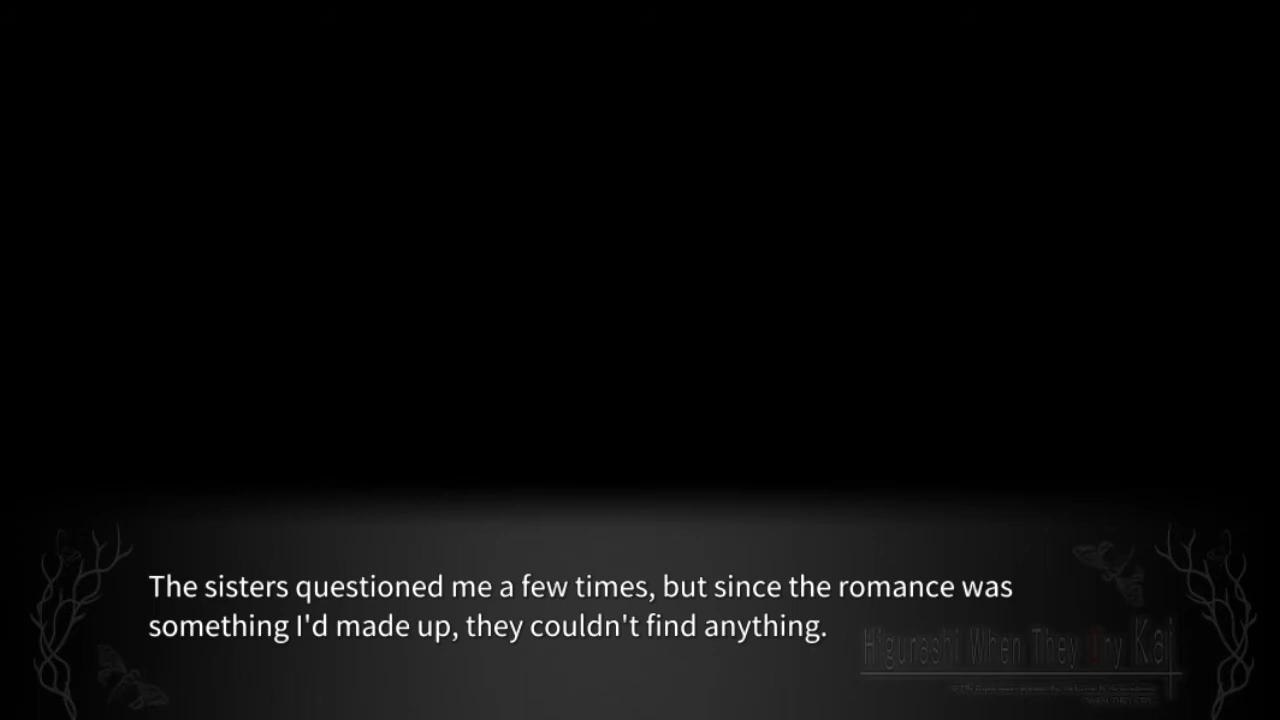 The sisters questioned me a few times, but since the romance was
something I'd made up, they couldn't find anything.
Higurashi When They Cry Kai